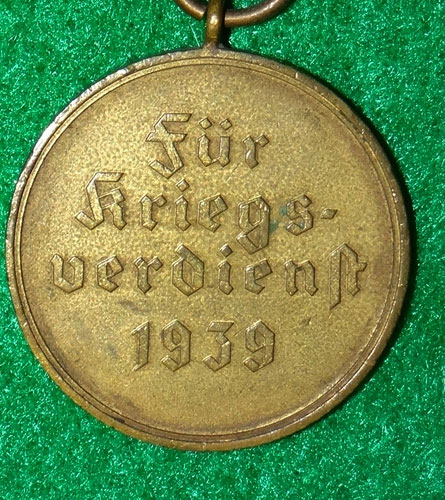 Für
Kriegs-
verdienst
1939